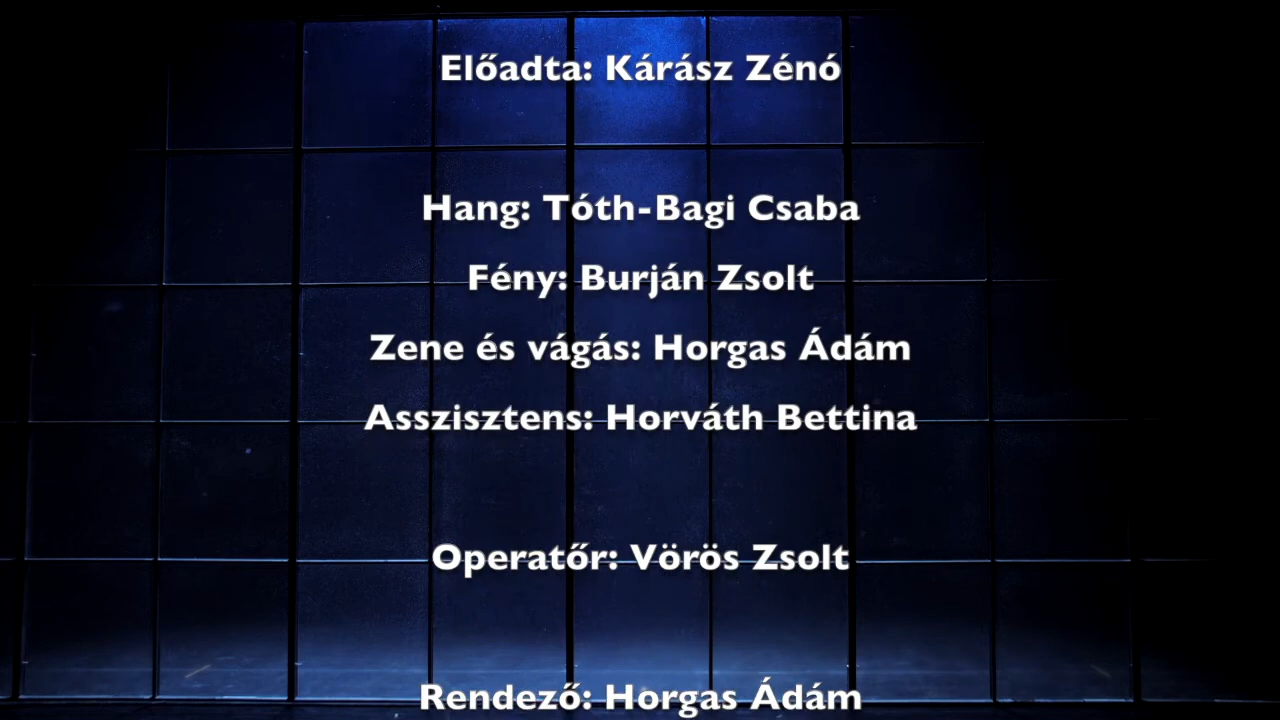 Előadta: Kárász Zénó
Hang: Tóth-Bagi Csaba
Fény: Burján Zsolt
Zene és vágás: Horgas Ádám
Asszisztens: Horváth Bettina
Operatőr: Vörös Zsolt
Rendező: Horgas Ádám